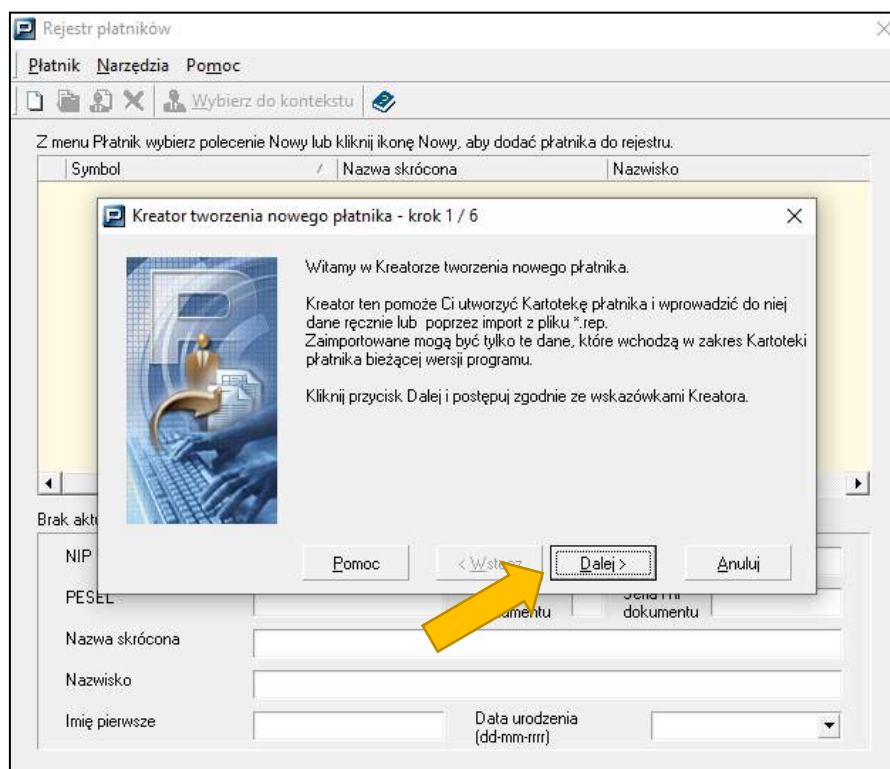 Rejestr płatników
Płatnik Narzędzia Pomoc
Wybierz do kontekstu
Z menu Płatnik wybierz polecenie Nowy lub kliknij ikonę Nowy, aby dodać płatnika do rejestru.
Symbol / Nazwa skrócona Nazwisko
Kreator tworzenia nowego płatnika - krok 1 / 6
Witamy w Kreatorze tworzenia nowego płatnika.
Kreator ten pomoże Ci utworzyć Kartotekę płatnika i wprowadzić do niej
dane ręcznie lub poprzez import z pliku *.rep.
Zaimportowane mogą być tylko te dane, które wchodzą w zakres Kartoteki
płatnika bieżącej wersji programu.
Kliknij przycisk Dalej i postępuj zgodnie ze wskazówkami Kreatora.
Brak
Pomoc Dalej > Anuluj
NIP
PESEL
dokumentu
Nazwa skrócona
Nazwisko
Imię pierwsze Data urodzenia
(dd-mm-rrrr)